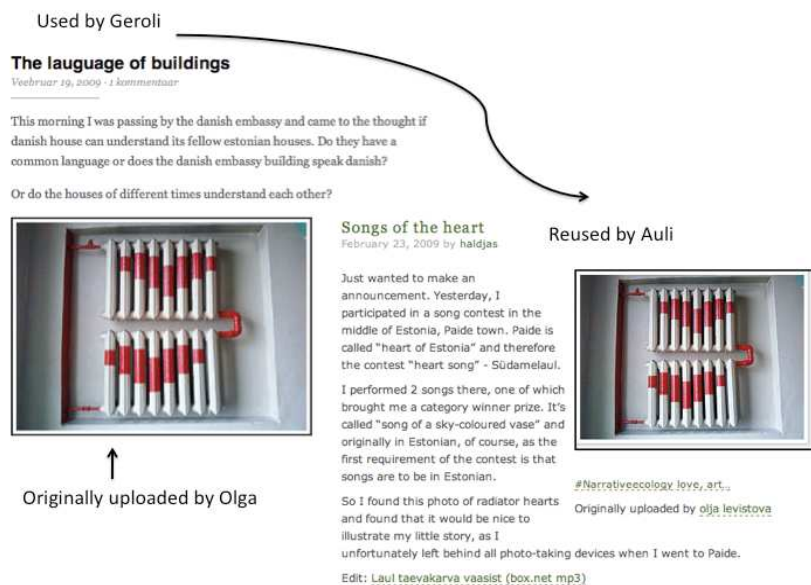 Used by Geroli
The lauguage of buildings
Veebruar 19, 2009 · 1 kommentaar
This morning I was passing by the danish embassy and came to the thought if
danish house can understand its fellow estonian houses. Do they have a
common language or does the danish embassy building speak danish?
Or do the houses of different times understand each other?
Originally uploaded by Olga
Songs of the heart
February 23, 2009 by haldjas
Just wanted to make an
announcement. Yesterday, I
participated in a song contest in the
middle of Estonia, Paide town. Paide is
called "heart of Estonia" and therefore
the contest "heart song" - Südamelaul.
I performed 2 songs there, one of which
brought me a category winner prize. It's
called "song of a sky-coloured vase" and
originally in Estonian, of course, as the
first requirement of the contest is that
songs are to be in Estonian.
So I found this photo of radiator hearts
and found that it would be nice to
illustrate my little story, as I
unfortunately left behind all photo-taking devices when I went to Paide.
Edit: Laul taevakarva vaasist (box.net mp3)
Reused by Auli
#Narrativeecology love, art...
Originally uploaded by olja levistova